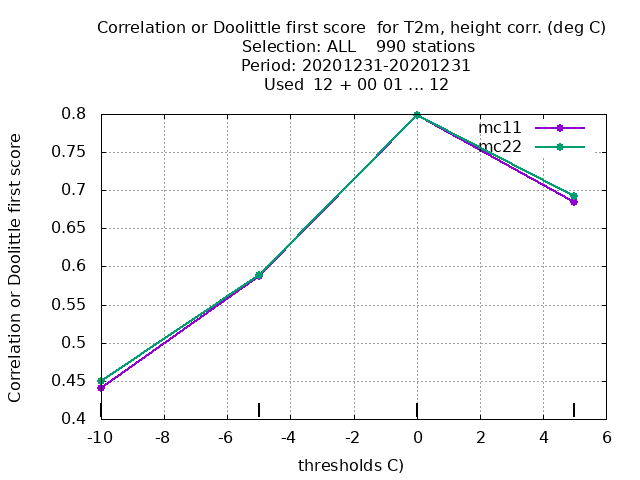 Correlation or Doolittle first score  for T2m, height corr. (deg C)
Selection: ALL    990 stations
Period: 20201231-20201231
Used  12 + 00 01 ... 12
Correlation or Doolittle first score
0.8
0.75
0.7
0.65
0.6
0.55
0.5
0.45
0.4
mc11
mc22
-10 -8 -6 -4 -2 0 2 4 6
thresholds C)